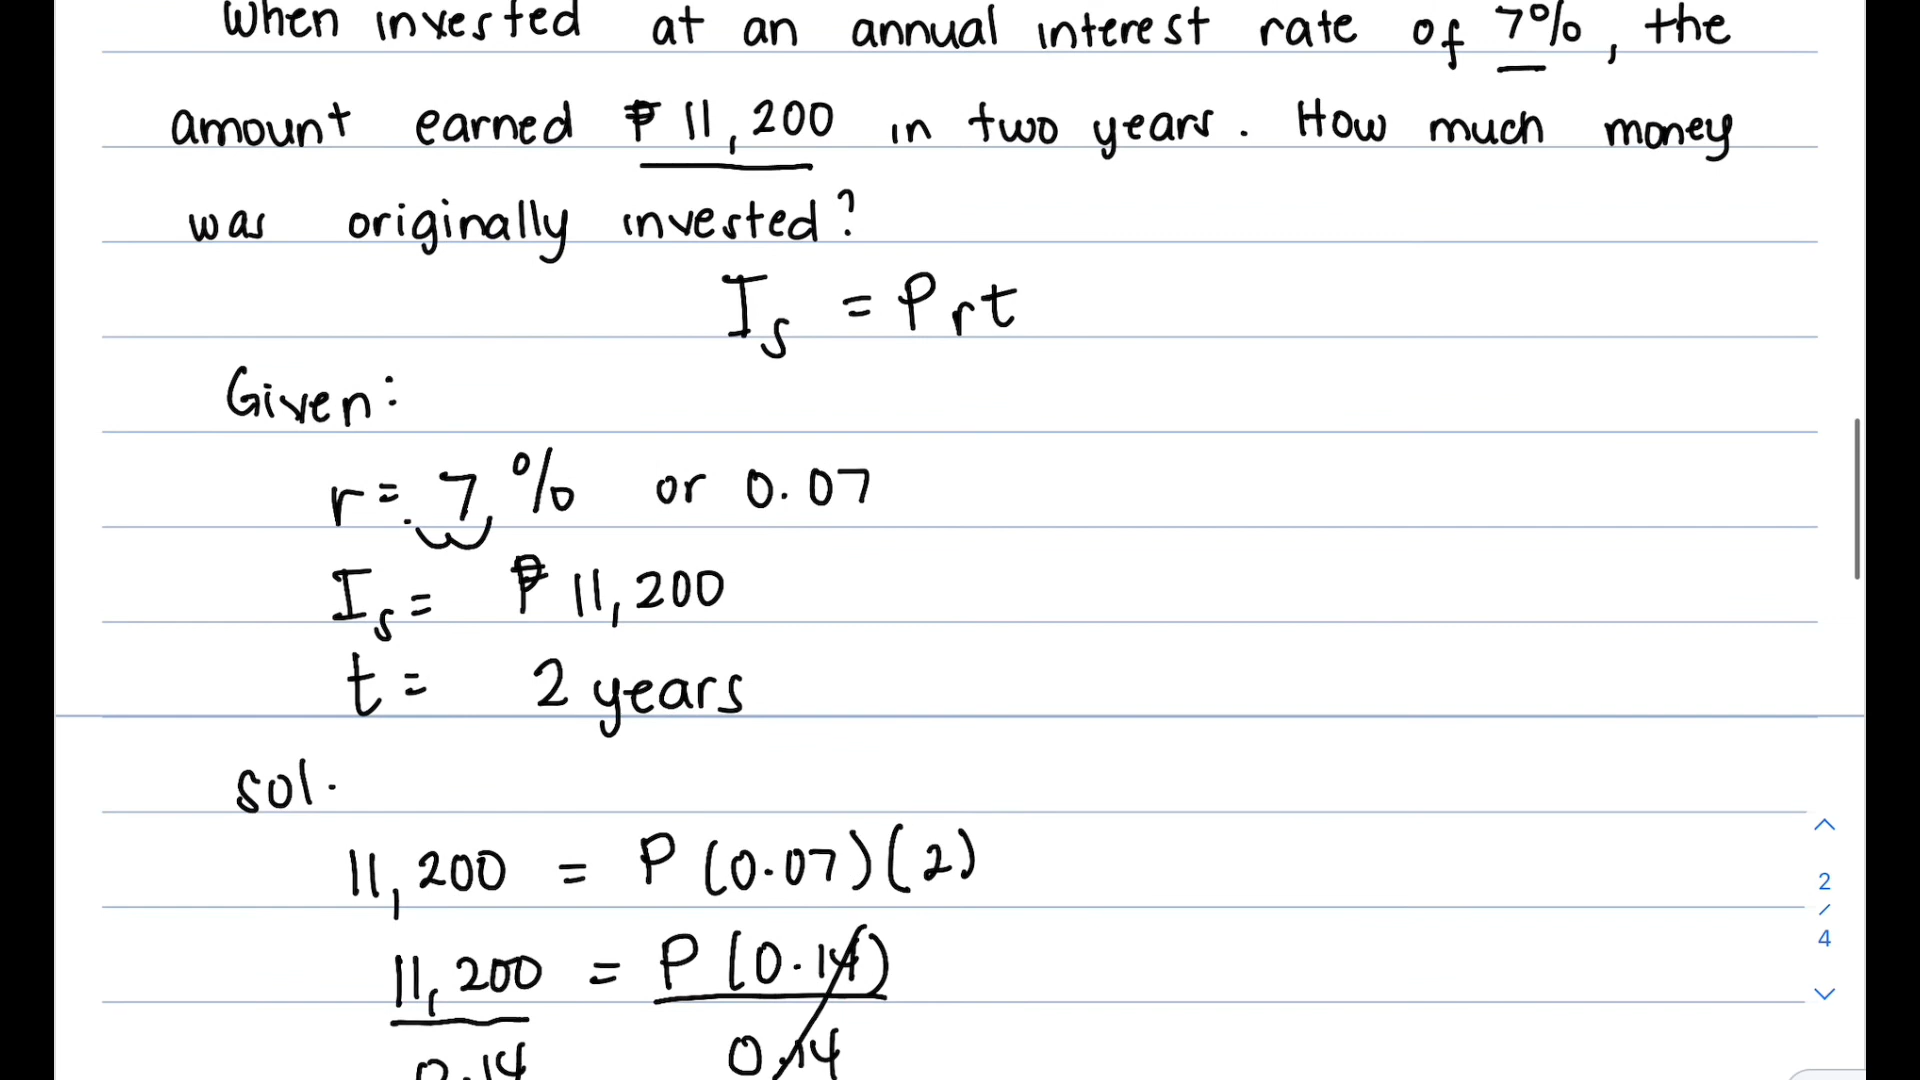 When invested at an annual interest rate of 7%, the
amount earned ₱ 11,200 in two years. How much money
was originally invested?
Is = Prt
Given:
r = 7% or 0.07
Is = ₱ 11,200
t = 2 years
sol.
11,200 = P (0.07)(2)
11,200 = P (0.14)
0.14 0.14
2
/
4